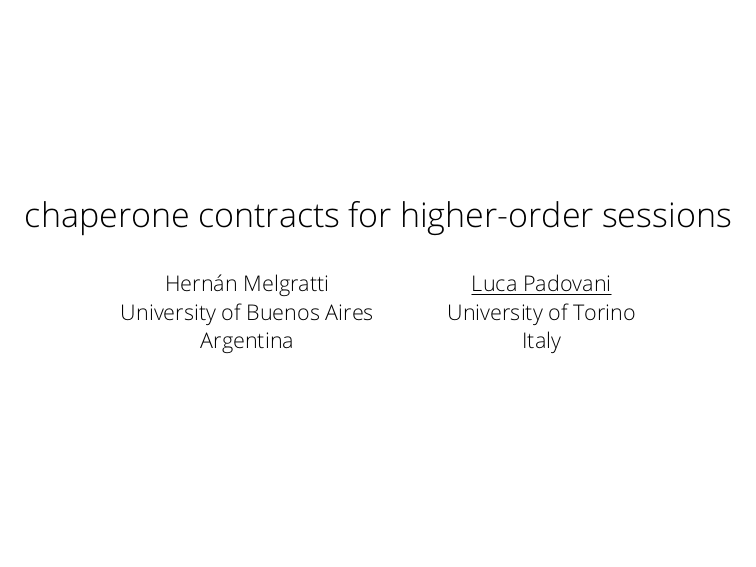 chaperone contracts for higher-order sessions
Hernán Melgratti
University of Buenos Aires
Argentina
Luca Padovani
University of Torino
Italy